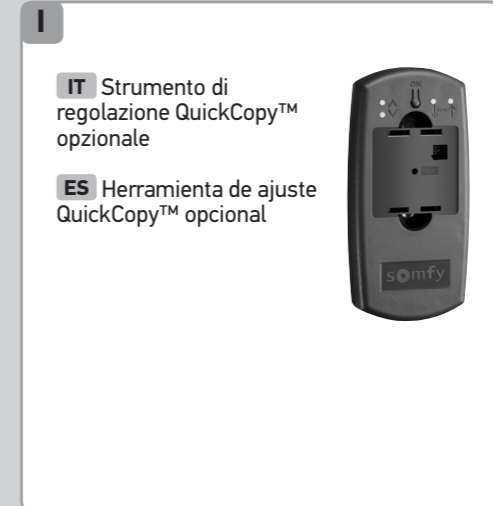 I
IT Strumento di
regolazione QuickCopy™
opzionale
ES Herramienta de ajuste
QuickCopy™ opcional
OK
somfy